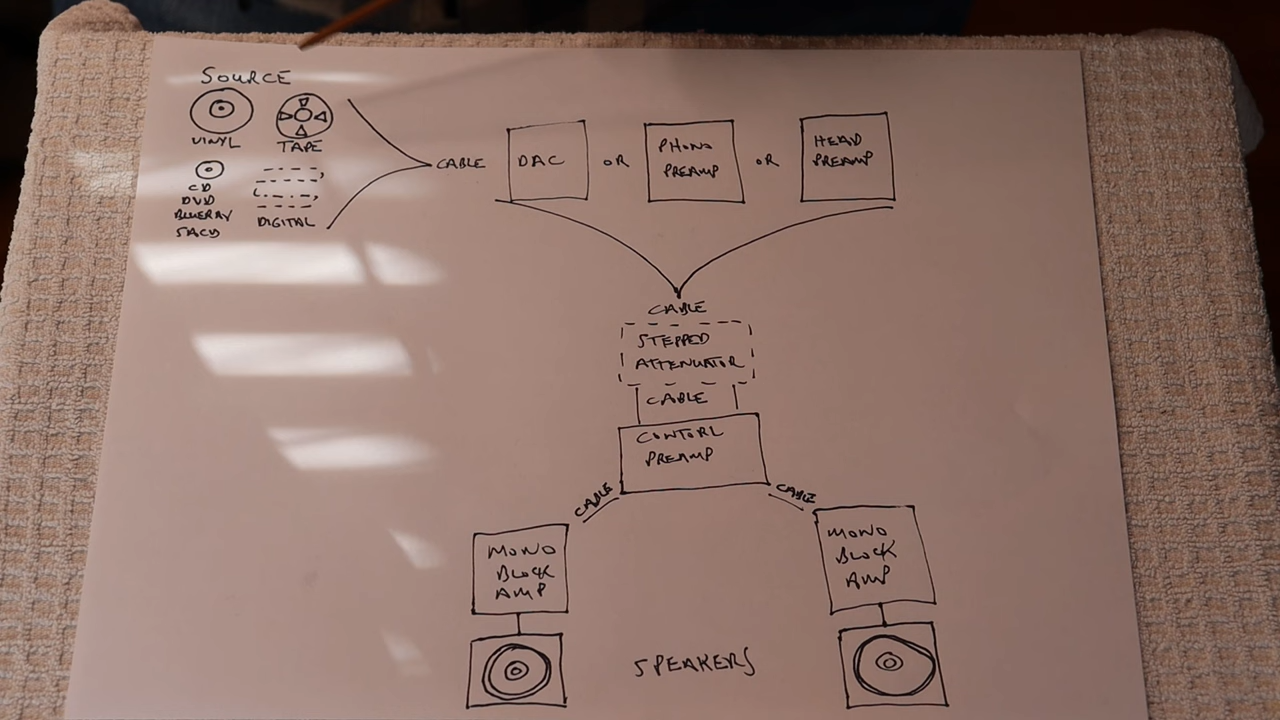 SOURCE
VINYL
TAPE
CD
DVD
BLUERAY
SACD
DIGITAL
CABLE
DAC
OR
PHONO
PREAMP
OR
HEAD
PREAMP
CABLE
STEPPED
ATTENUATOR
CABLE
CONTORL
PREAMP
CABLE
CABLE
MONO
BLOCK
AMP
MONO
BLOCK
AMP
SPEAKERS